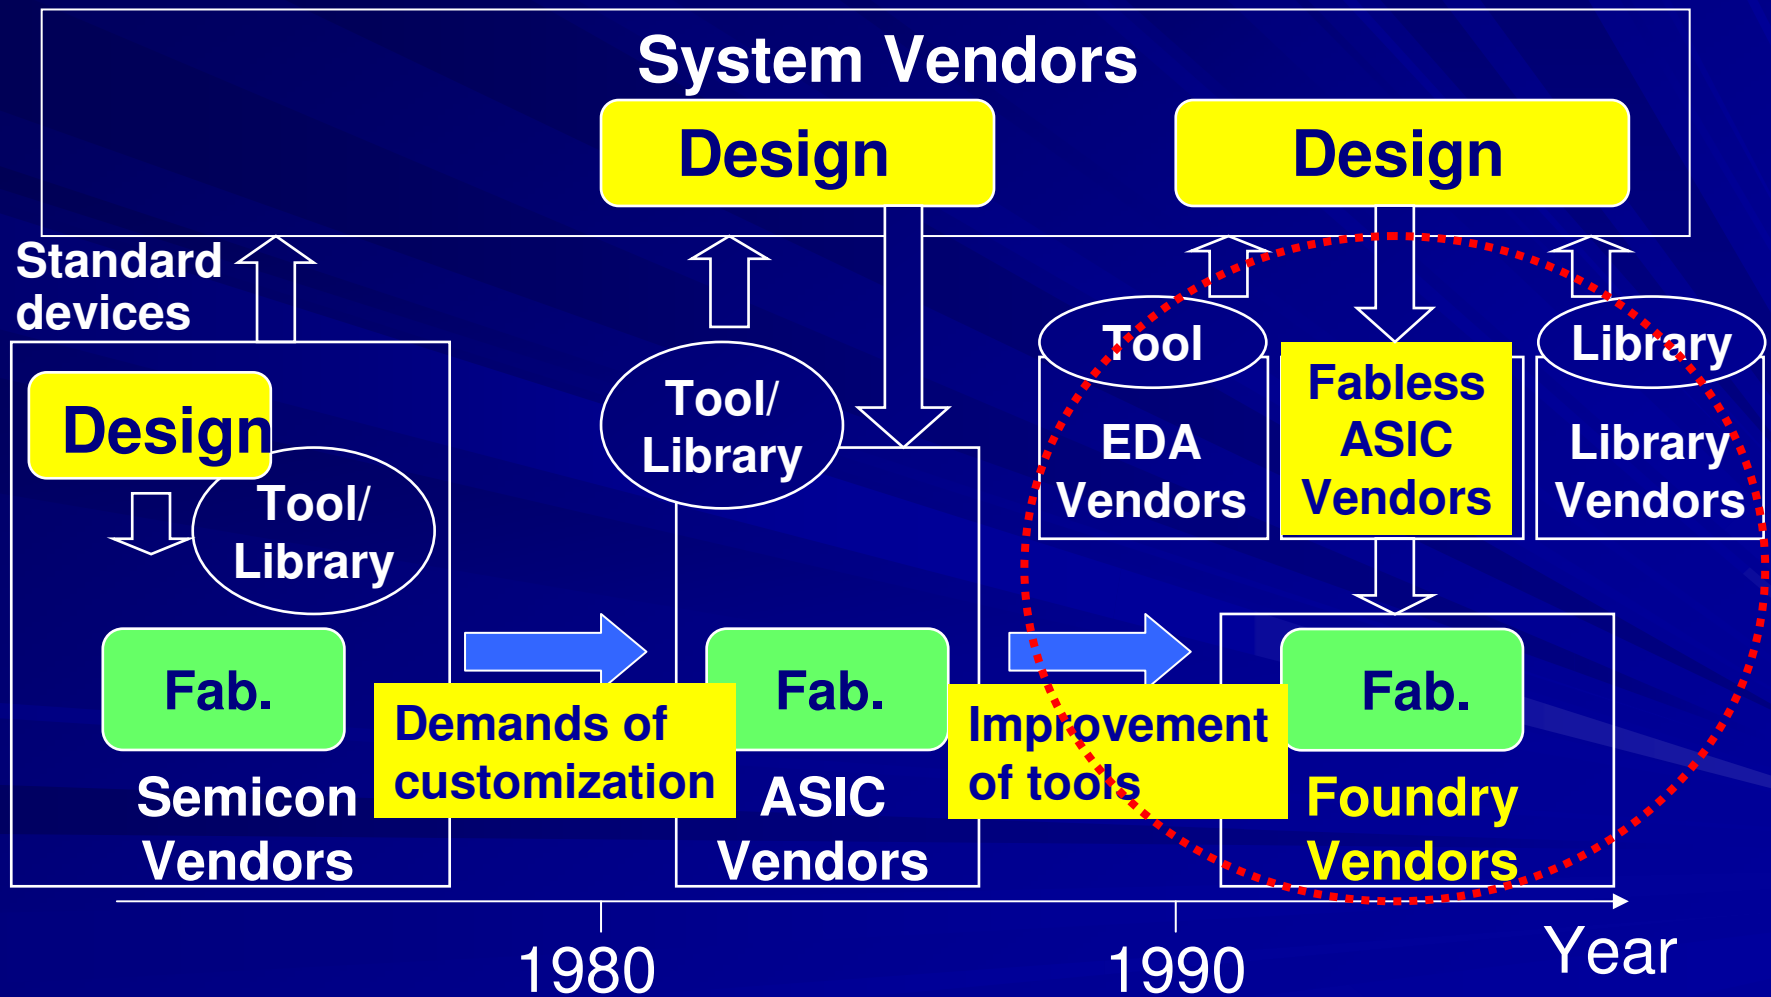 System Vendors
Design
Design
Standard
devices
Design
Tool/
Library
Fab.
Semicon
Vendors
Demands of
customization
Tool/
Library
Fab.
ASIC
Vendors
Improvement
of tools
Tool
EDA
Vendors
Fabless
ASIC
Vendors
Library
Library
Vendors
Fab.
Foundry
Vendors
1980
1990
Year